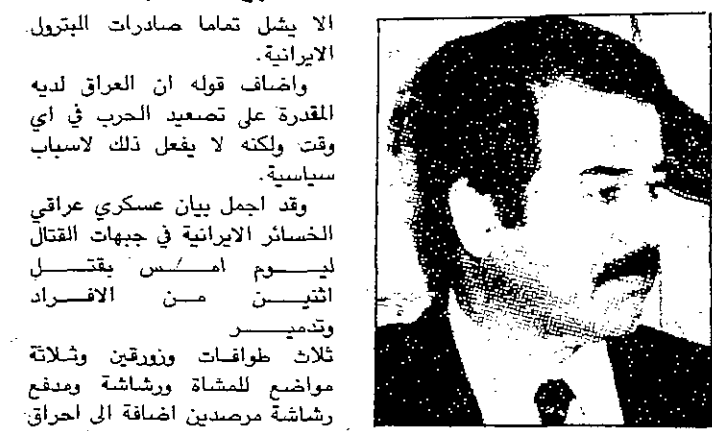 الا يشل تماما صادرات البترول
الايرانية.
واضاف قوله ان العراق لديه
المقدرة على تصعيد الحرب في اي
وقت ولكنه لا يفعل ذلك لاسباب
سياسية.
وقد اجمل بيان عسكري عراقي
الخسائر الايرانية في جبهات القتال
ليوم امس بقتل
اثنين من الافراد
وتدمير
ثلاث طوافات وزورقين وثلاثة
مواضع للمشاة ورشاشة ومدفع
رشاشة مرصدين اضافة الى احراق